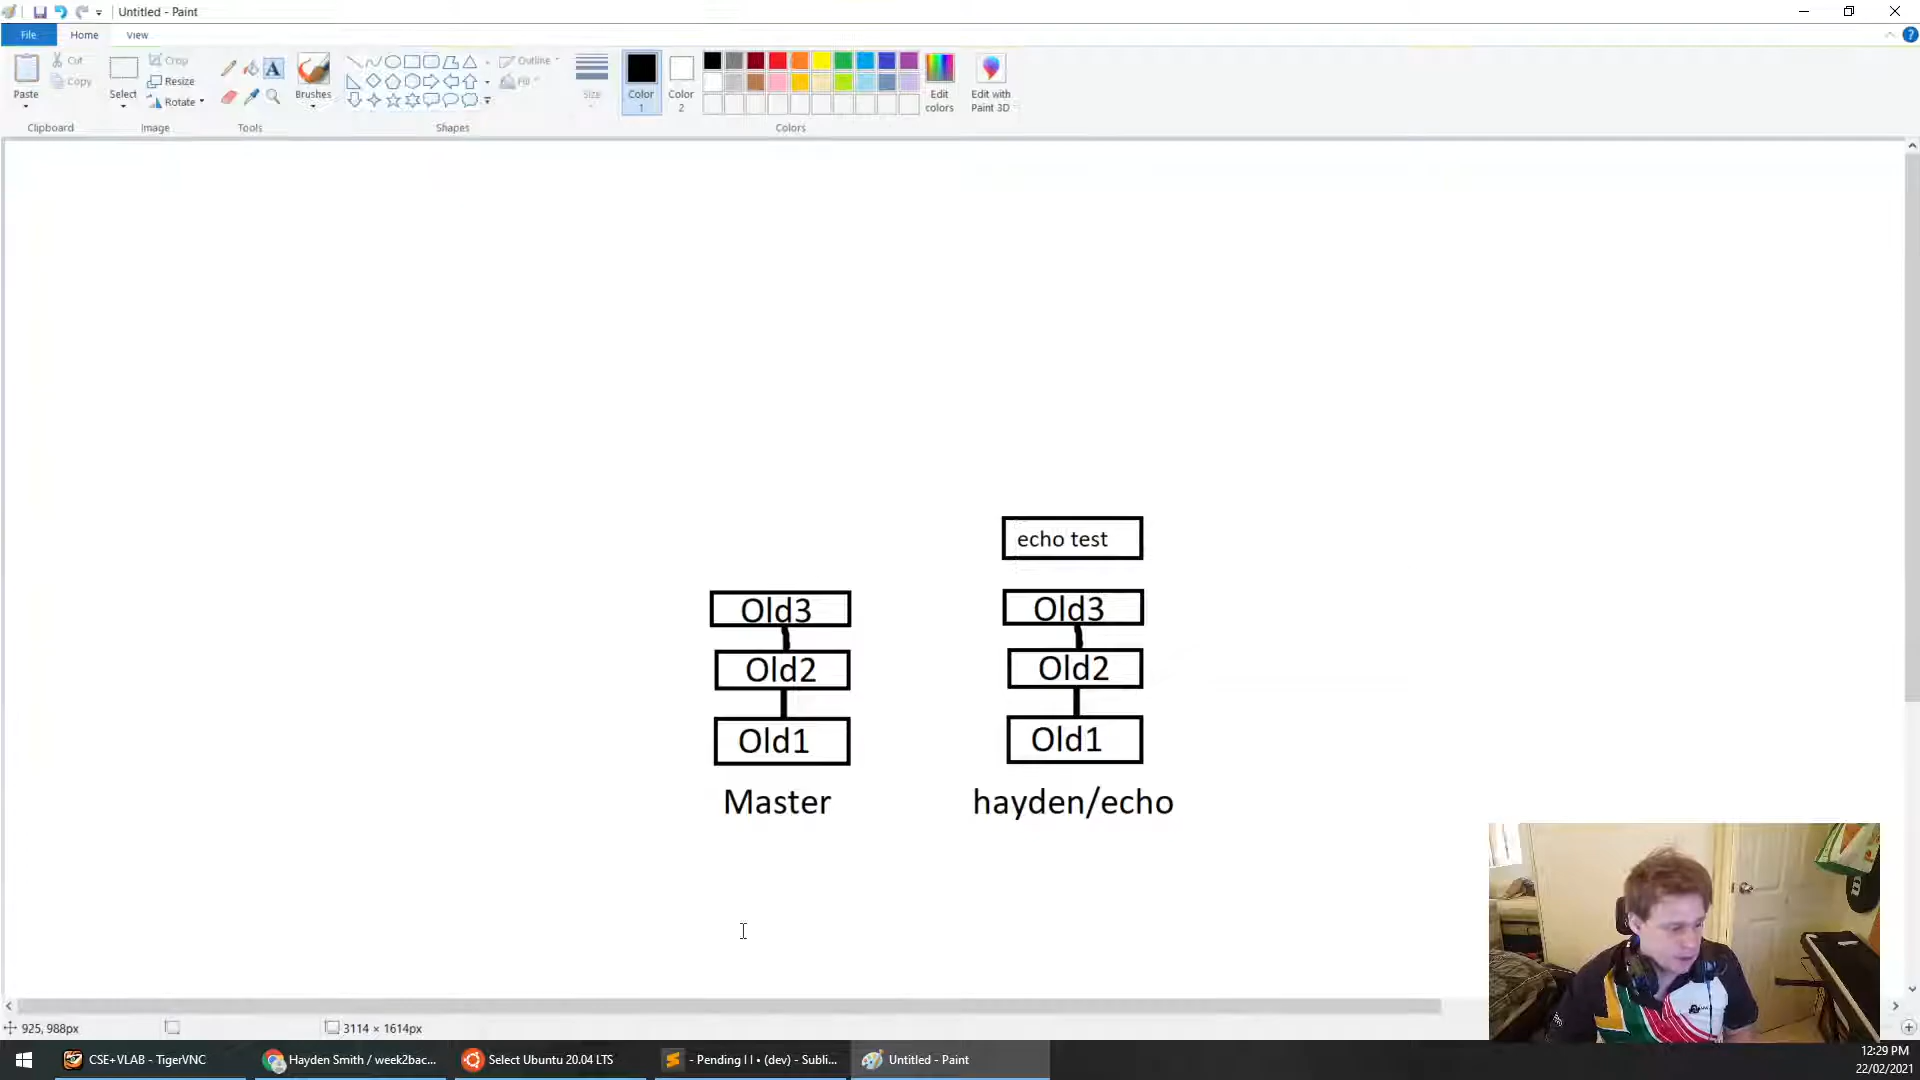 Untitled - Paint
File Home View
Cut
Copy
Paste
Clipboard
Crop
Resize
Rotate
Select
Image
Tools
Brushes
Outline
Fill
Shapes
Size
Color 1
Color 2
Edit colors
Edit with Paint 3D
Colors
echo test
Old3 Old3
Old2 Old2
Old1 Old1
Master hayden/echo
925, 988px
3114 × 1614px
CSE+VLAB - TigerVNC
Hayden Smith / week2bac...
Select Ubuntu 20.04 LTS
- Pending I I • (dev) - Subli...
Untitled - Paint
12:29 PM
22/02/2021